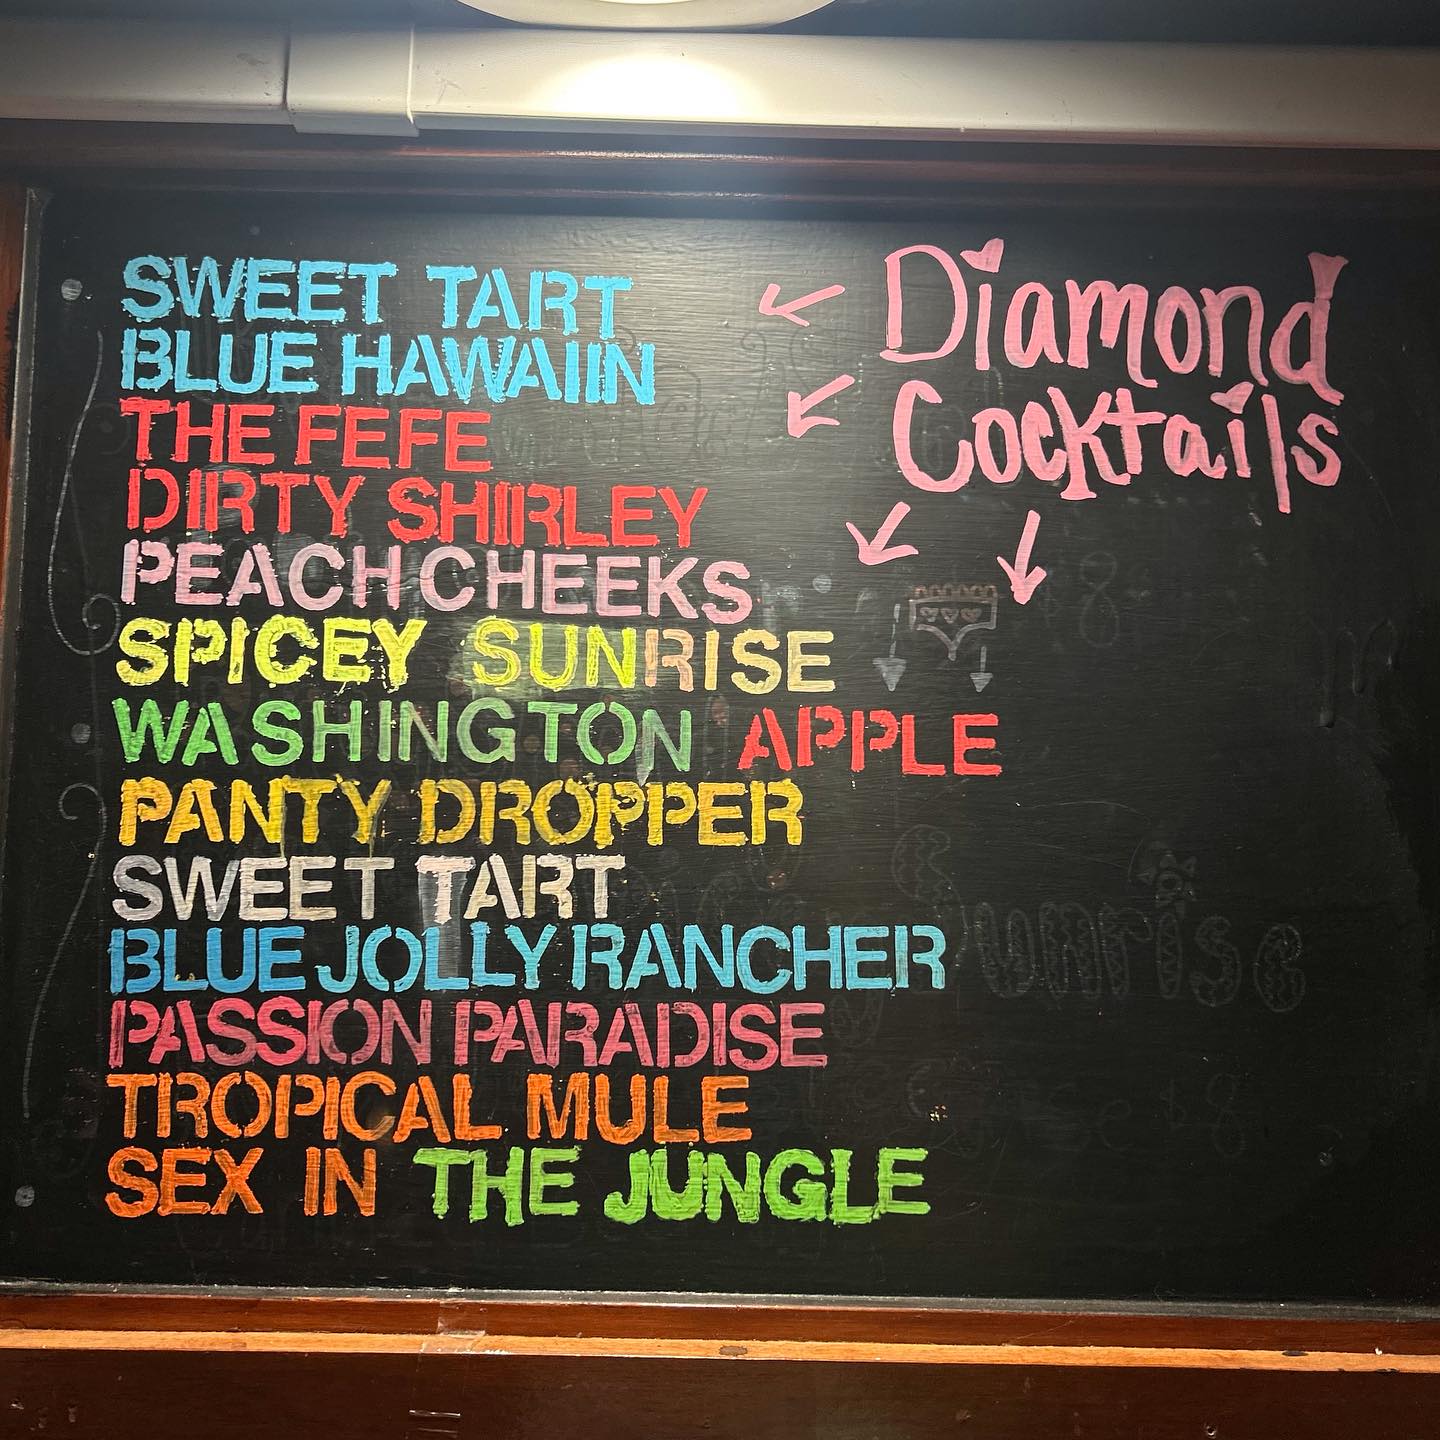 SWEET TART
BLUE HAWAIIN
THE FEFE
DIRTY SHIRLEY
PEACH CHEEKS
SPICEY SUNRISE
WASHINGTON APPLE
PANTY DROPPER
SWEET TART
BLUE JOLLY RANCHER
PASSION PARADISE
TROPICAL MULE
SEX IN THE JUNGLE
Diamond
Cocktails
Sunrise